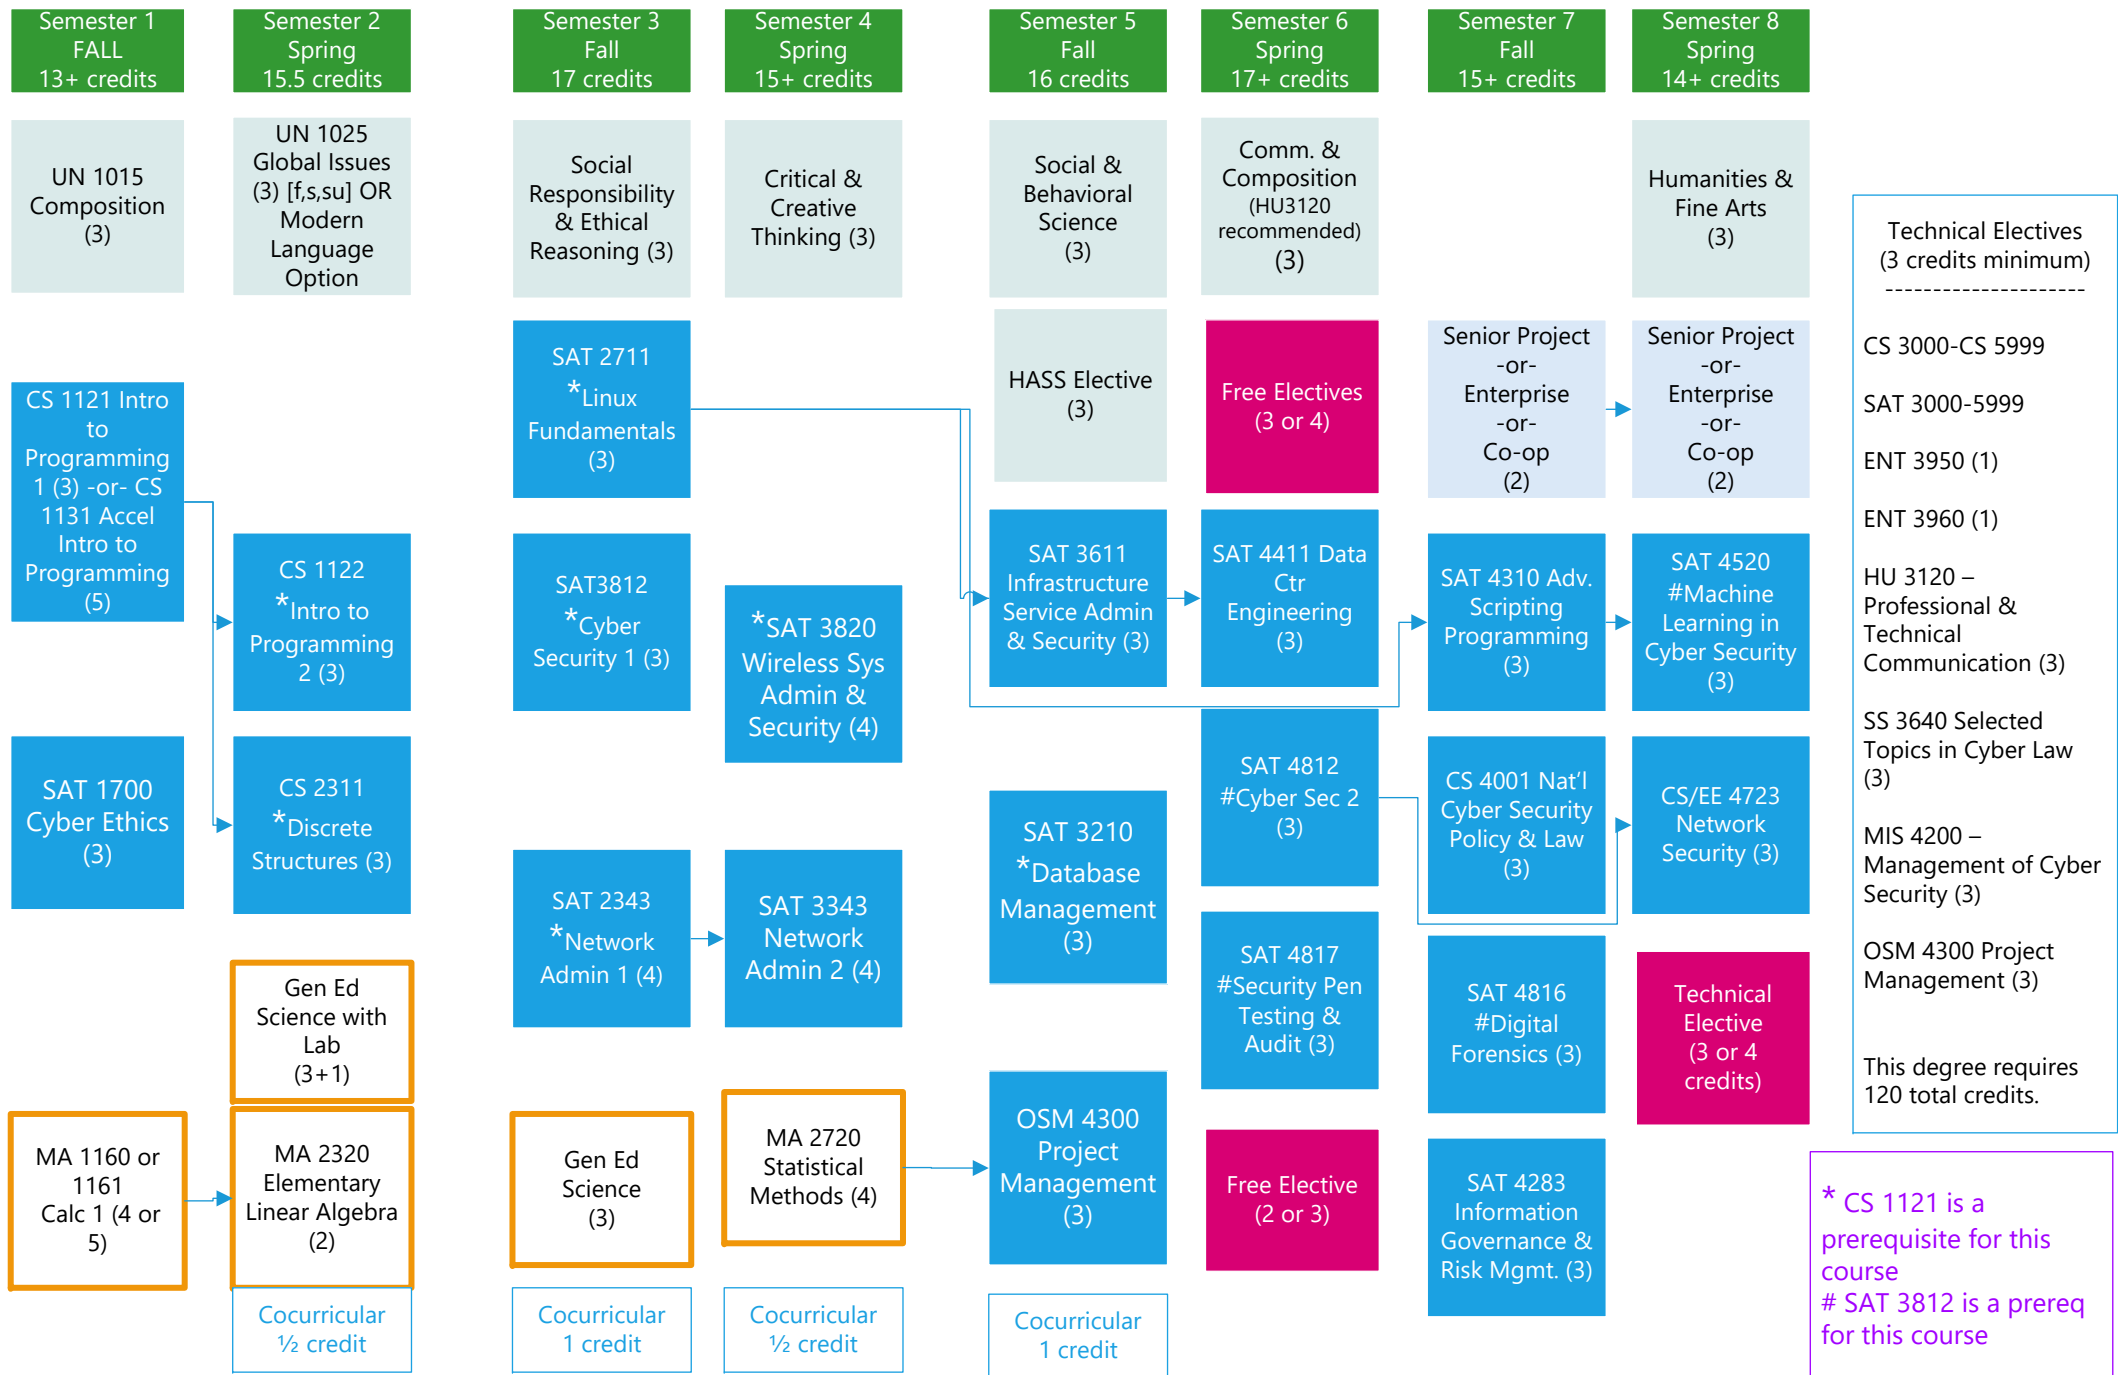 Semester 1
FALL
13+ credits
Semester 2
Spring
15.5 credits
Semester 3
Fall
17 credits
Semester 4
Spring
15+ credits
Semester 5
Fall
16 credits
Semester 6
Spring
17+ credits
Semester 7
Fall
15+ credits
Semester 8
Spring
14+ credits
UN 1015
Composition
(3)
UN 1025
Global Issues
(3) [f,s,su] OR
Modern
Language
Option
Social
Responsibility
& Ethical
Reasoning (3)
Critical &
Creative
Thinking (3)
Social &
Behavioral
Science
(3)
Comm. &
Composition
(HU3120
recommended)
(3)
Humanities &
Fine Arts
(3)
CS 1121 Intro
to
Programming
1 (3) -or- CS
1131 Accel
Intro to
Programming
(5)
SAT 2711
*Linux
Fundamentals
(3)
HASS Elective
(3)
Free Electives
(3 or 4)
Senior Project
-or-
Enterprise
-or-
Co-op
(2)
Senior Project
-or-
Enterprise
-or-
Co-op
(2)
CS 1122
*Intro to
Programming
2 (3)
SAT3812
*Cyber
Security 1 (3)
*SAT 3820
Wireless Sys
Admin &
Security (4)
SAT 3611
Infrastructure
Service Admin
& Security (3)
SAT 4411 Data
Ctr
Engineering
(3)
SAT 4310 Adv.
Scripting
Programming
(3)
SAT 4520
#Machine
Learning in
Cyber Security
(3)
SAT 1700
Cyber Ethics
(3)
CS 2311
*Discrete
Structures (3)
SAT 2343
*Network
Admin 1 (4)
SAT 3343
Network
Admin 2 (4)
SAT 3210
*Database
Management
(3)
SAT 4812
#Cyber Sec 2
(3)
CS 4001 Nat'l
Cyber Security
Policy & Law
(3)
CS/EE 4723
Network
Security (3)
Gen Ed
Science with
Lab
(3+1)
SAT 4817
#Security Pen
Testing &
Audit (3)
SAT 4816
#Digital
Forensics (3)
Technical
Elective
(3 or 4
credits)
MA 1160 or
1161
Calc 1 (4 or
5)
MA 2320
Elementary
Linear Algebra
(2)
Gen Ed
Science
(3)
MA 2720
Statistical
Methods (4)
OSM 4300
Project
Management
(3)
Free Elective
(2 or 3)
SAT 4283
Information
Governance &
Risk Mgmt. (3)
Cocurricular
½ credit
Cocurricular
1 credit
Cocurricular
½ credit
Cocurricular
1 credit
Technical Electives
(3 credits minimum)
---------------------
CS 3000-CS 5999
SAT 3000-5999
ENT 3950 (1)
ENT 3960 (1)
HU 3120 –
Professional &
Technical
Communication (3)
SS 3640 Selected
Topics in Cyber Law
(3)
MIS 4200 –
Management of Cyber
Security (3)
OSM 4300 Project
Management (3)
This degree requires
120 total credits.
* CS 1121 is a
prerequisite for this
course
# SAT 3812 is a prereq
for this course